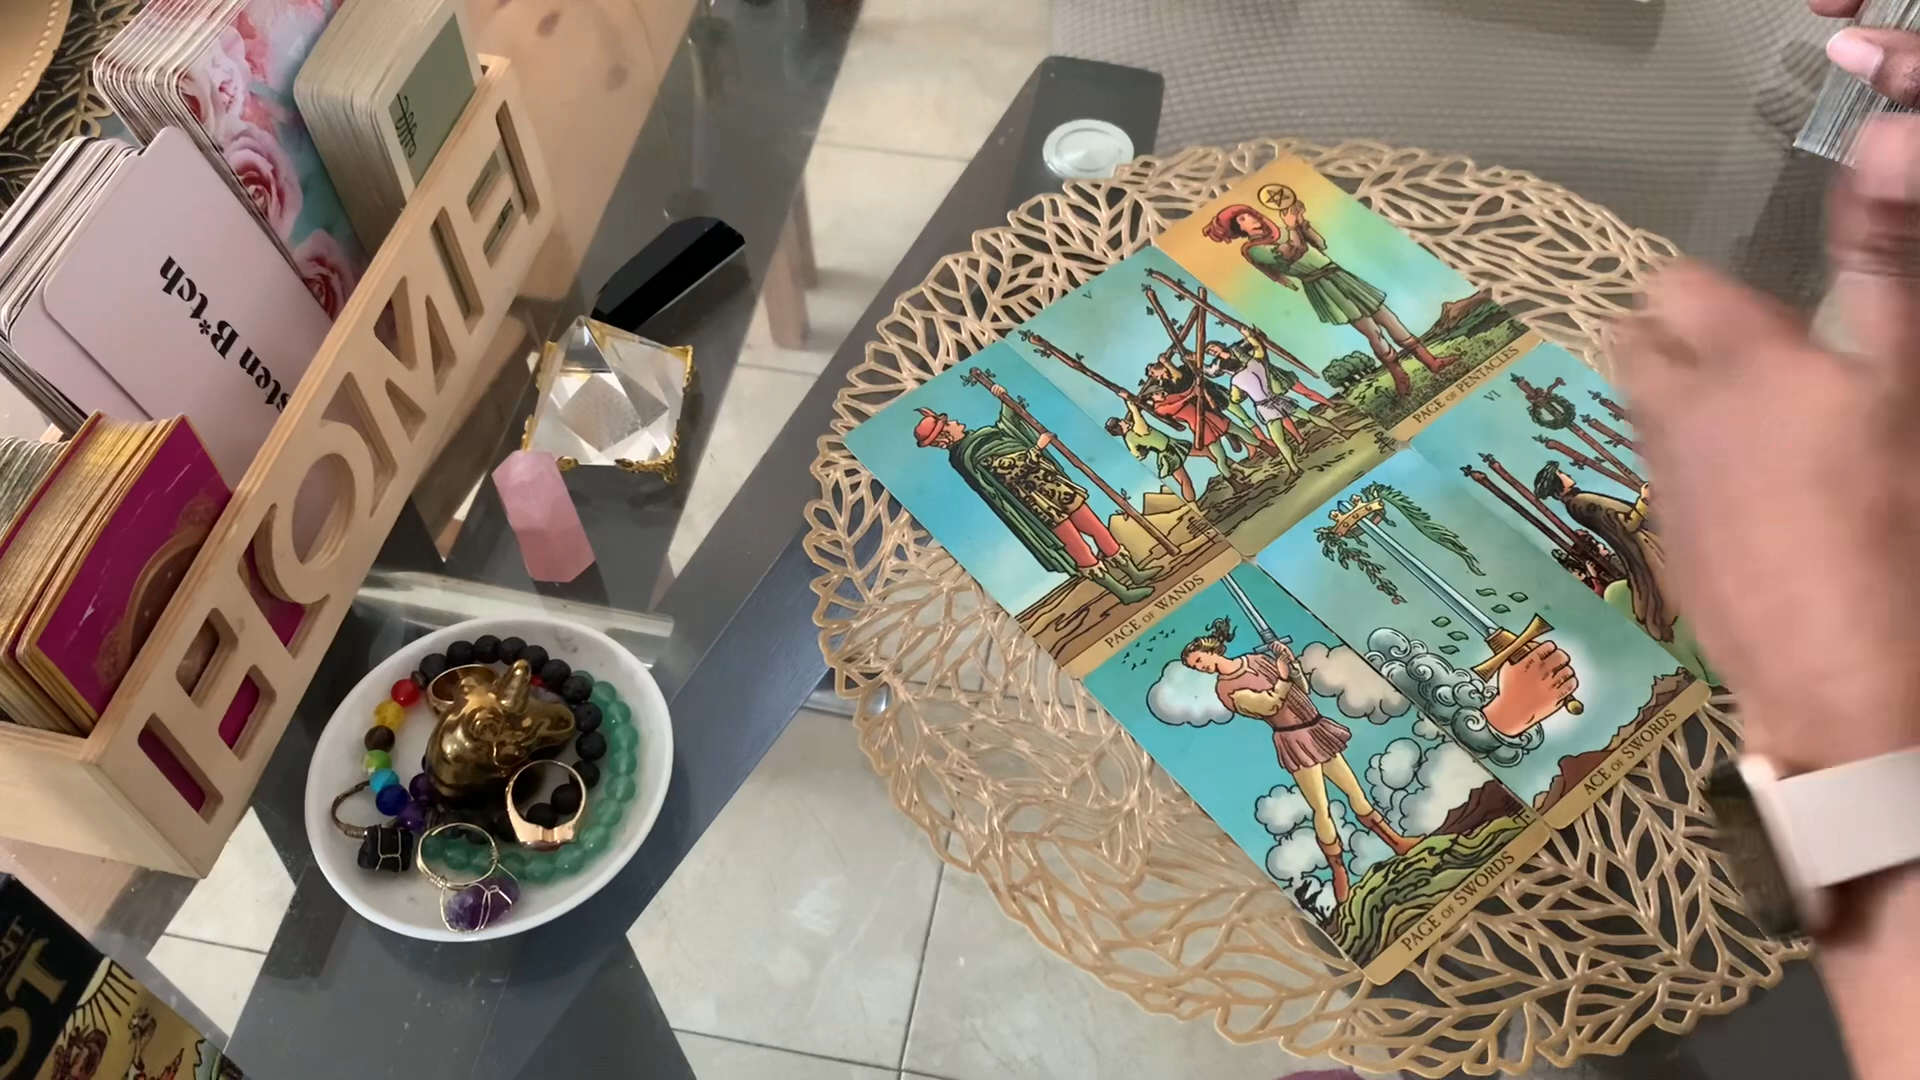 HOME
sten B*tch
PAGE OF PENTACLES
V
VI
PAGE OF WANDS
ACE OF SWORDS
PAGE OF SWORDS